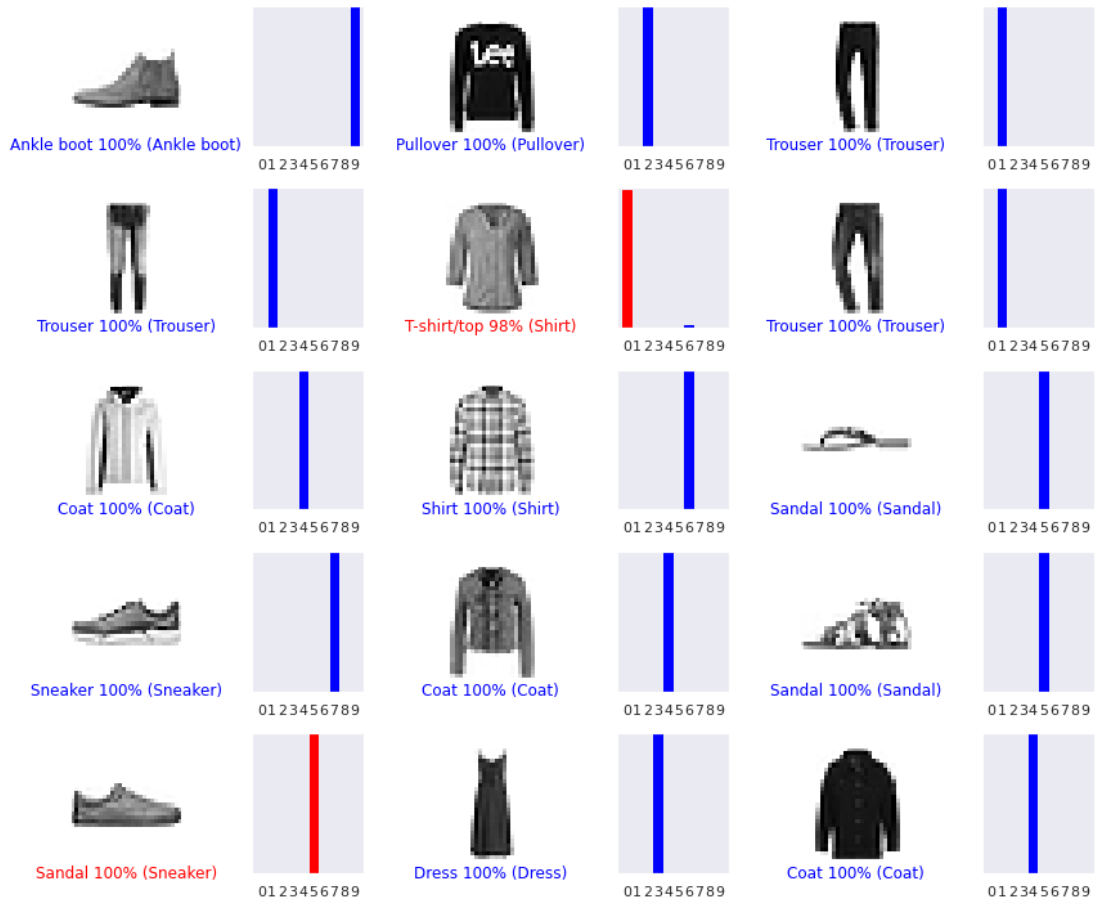 Lee
Ankle boot 100% (Ankle boot)
0123456789
Pullover 100% (Pullover)
0123456789
Trouser 100% (Trouser)
0123456789
Trouser 100% (Trouser)
0123456789
T-shirt/top 98% (Shirt)
0123456789
Trouser 100% (Trouser)
0123456789
Coat 100% (Coat)
0123456789
Shirt 100% (Shirt)
0123456789
Sandal 100% (Sandal)
0123456789
Sneaker 100% (Sneaker)
0123456789
Coat 100% (Coat)
0123456789
Sandal 100% (Sandal)
0123456789
Sandal 100% (Sneaker)
0123456789
Dress 100% (Dress)
0123456789
Coat 100% (Coat)
0123456789